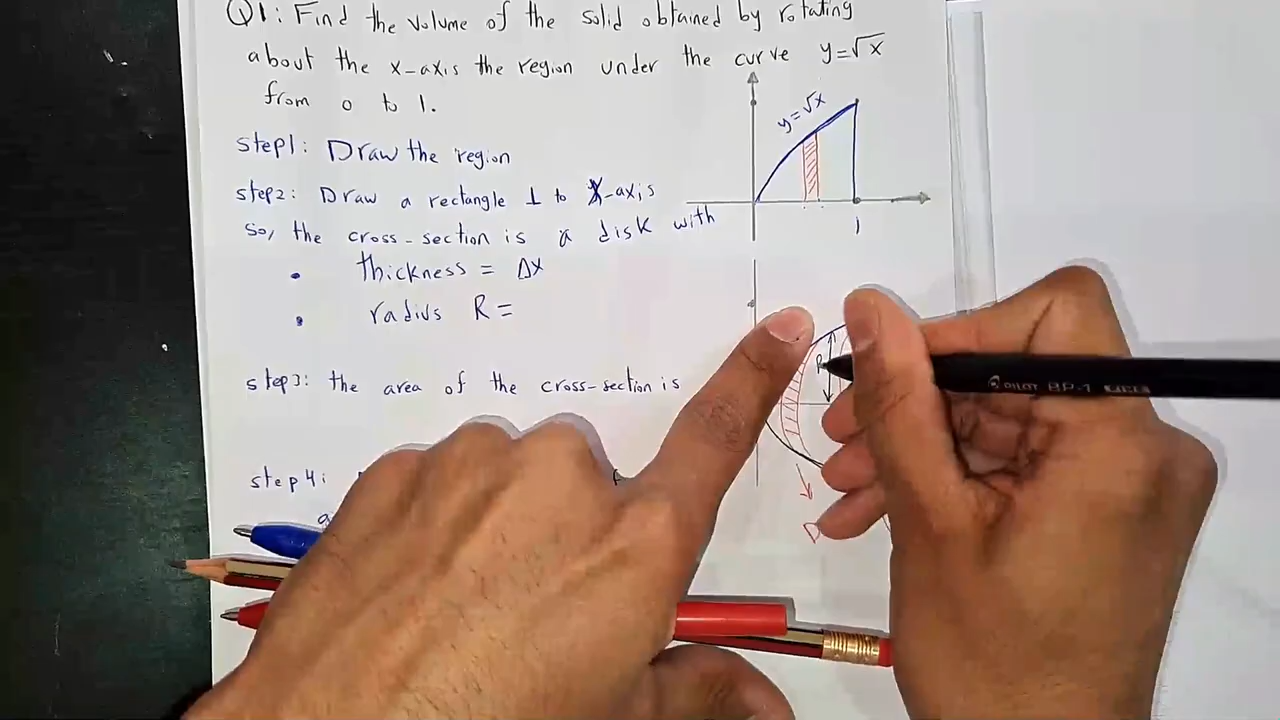 Q1: Find the volume of the solid obtained by rotating
about the x-axis the region under the curve y=√x
from 0 to 1.
y=√x
1
step1: Draw the region
step2: Draw a rectangle ⊥ to X-axis
so, the cross-section is a disk with
• thickness = Δx
• radius R =
R
step3: the area of the cross-section is
step4:
D
PILOT BP-1